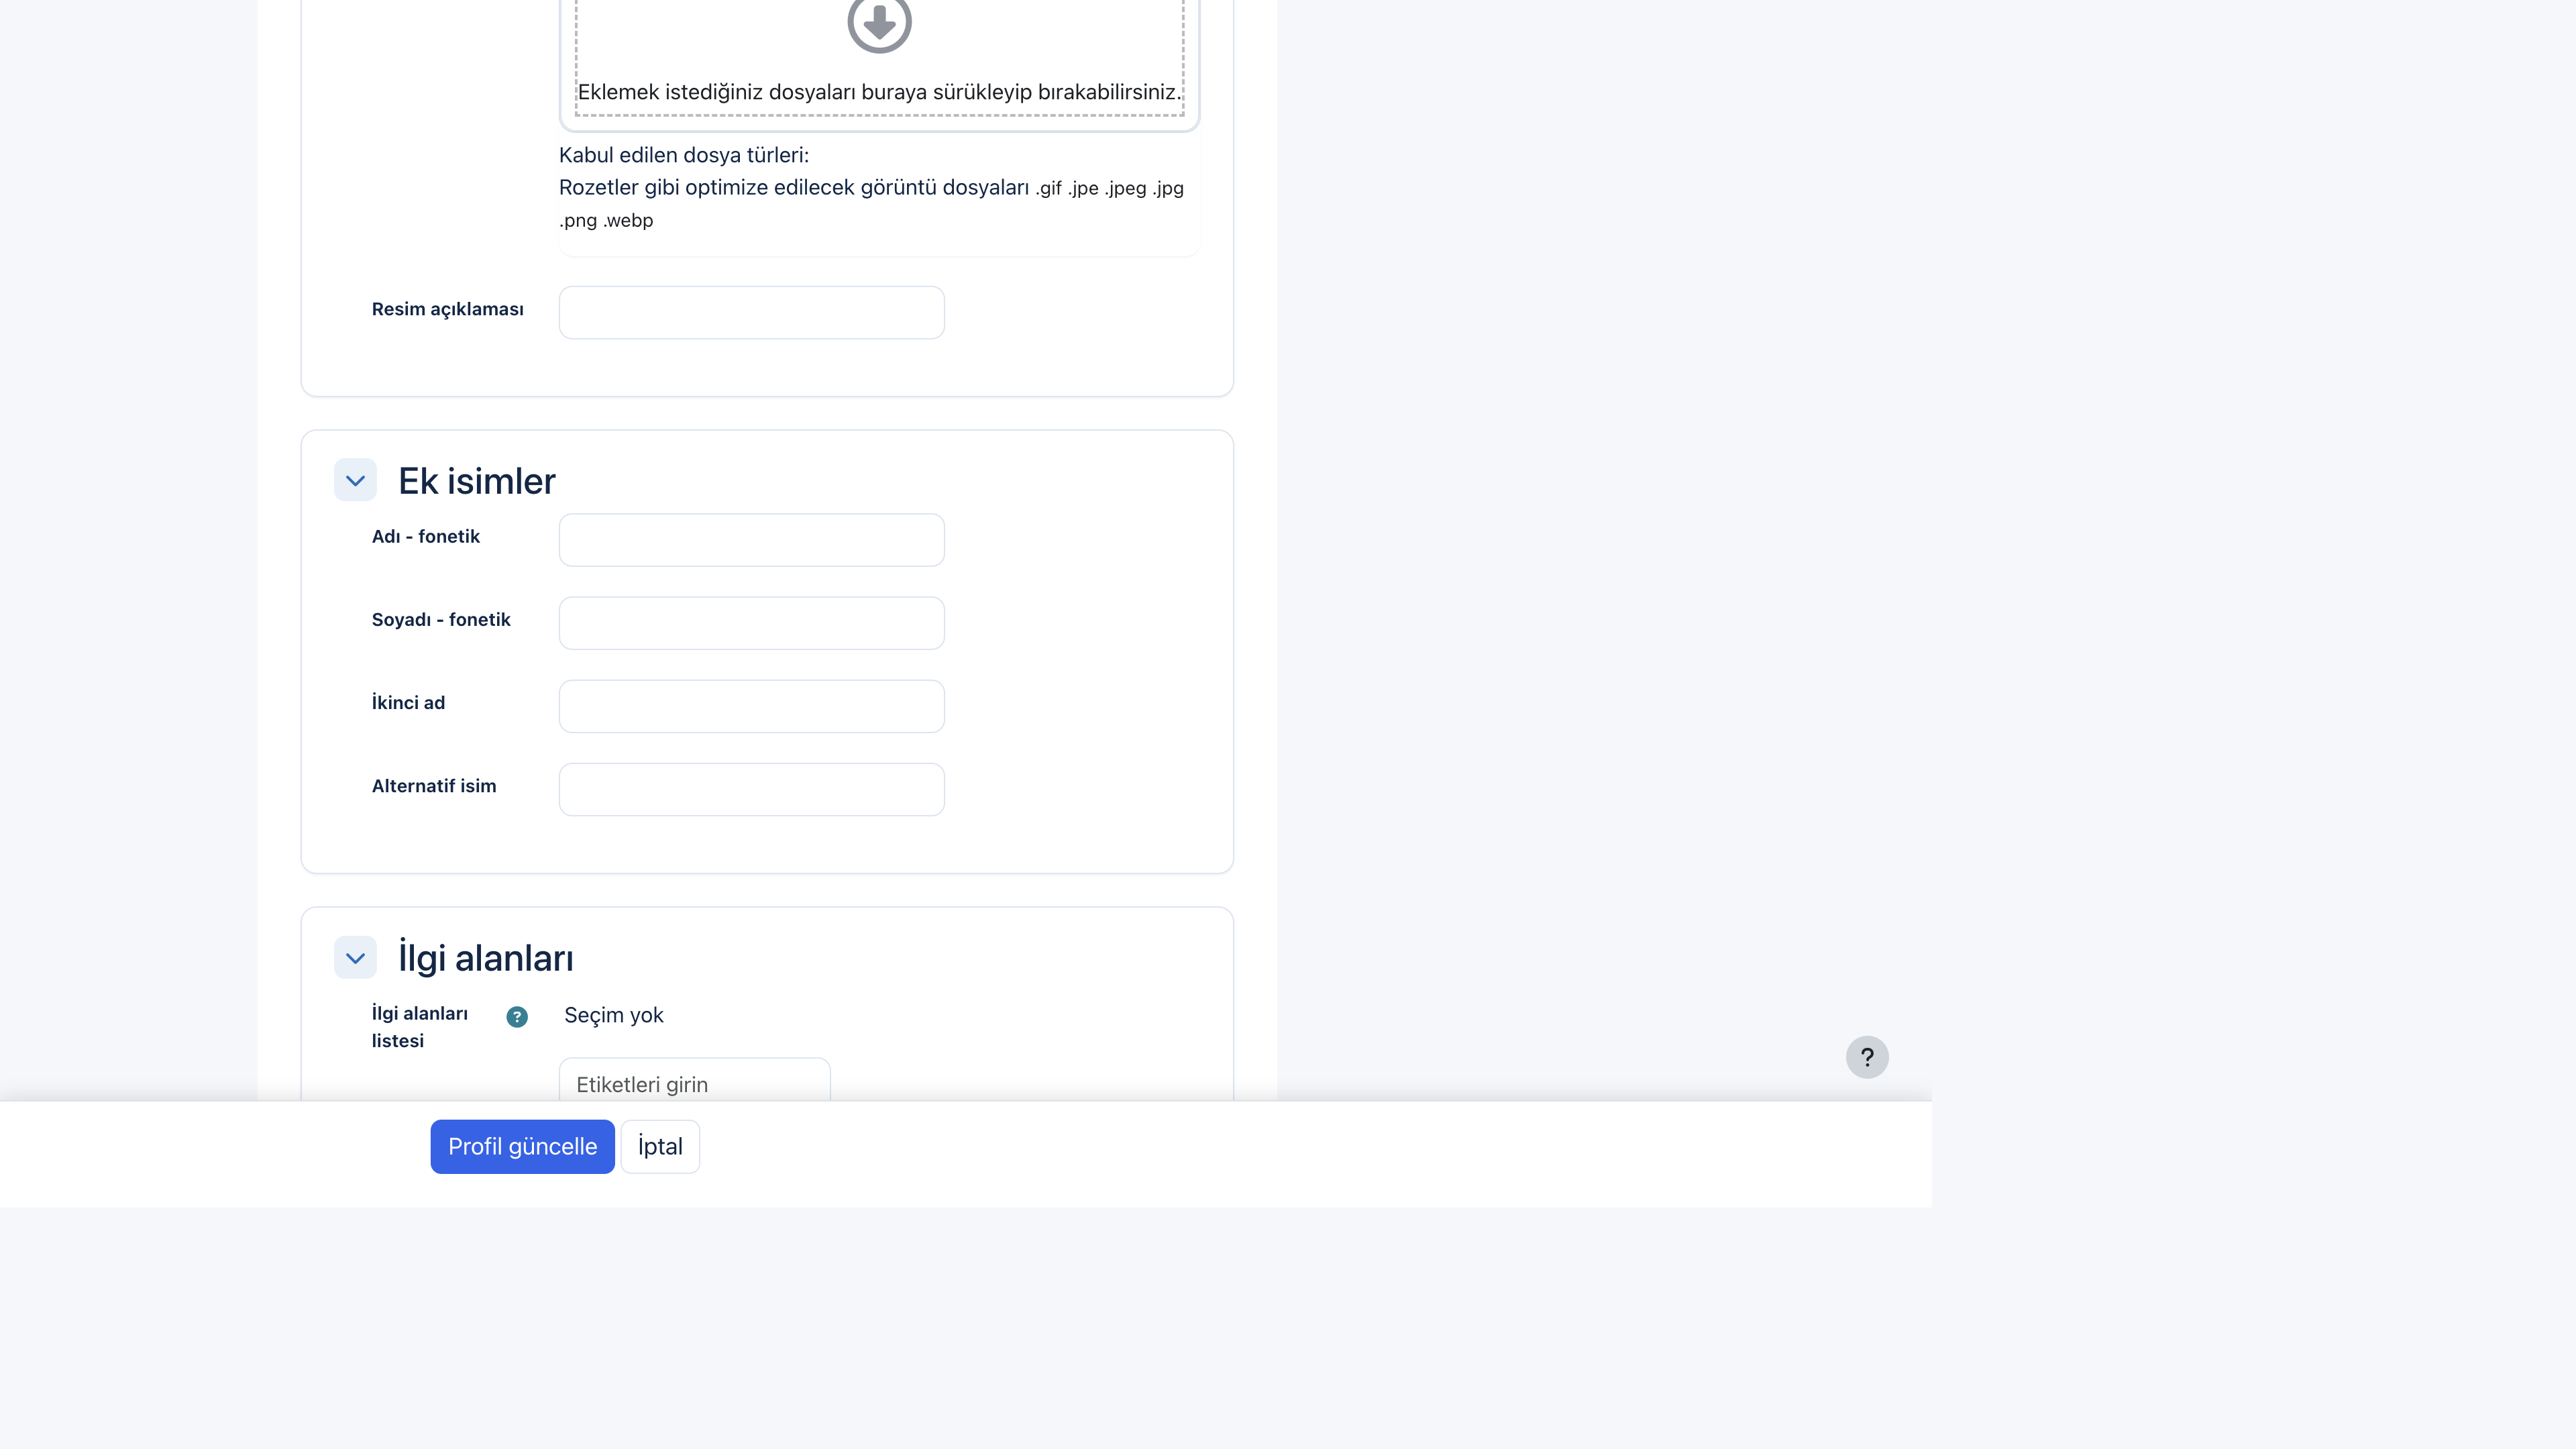 Eklemek istediğiniz dosyaları buraya sürükleyip bırakabilirsiniz.
Kabul edilen dosya türleri:
Rozetler gibi optimize edilecek görüntü dosyaları .gif .jpe .jpeg .jpg
.png .webp
Resim açıklaması
Ek isimler
Adı - fonetik
Soyadı - fonetik
İkinci ad
Alternatif isim
İlgi alanları
İlgi alanları ? Seçim yok
listesi
Etiketleri girin
?
Profil güncelle İptal